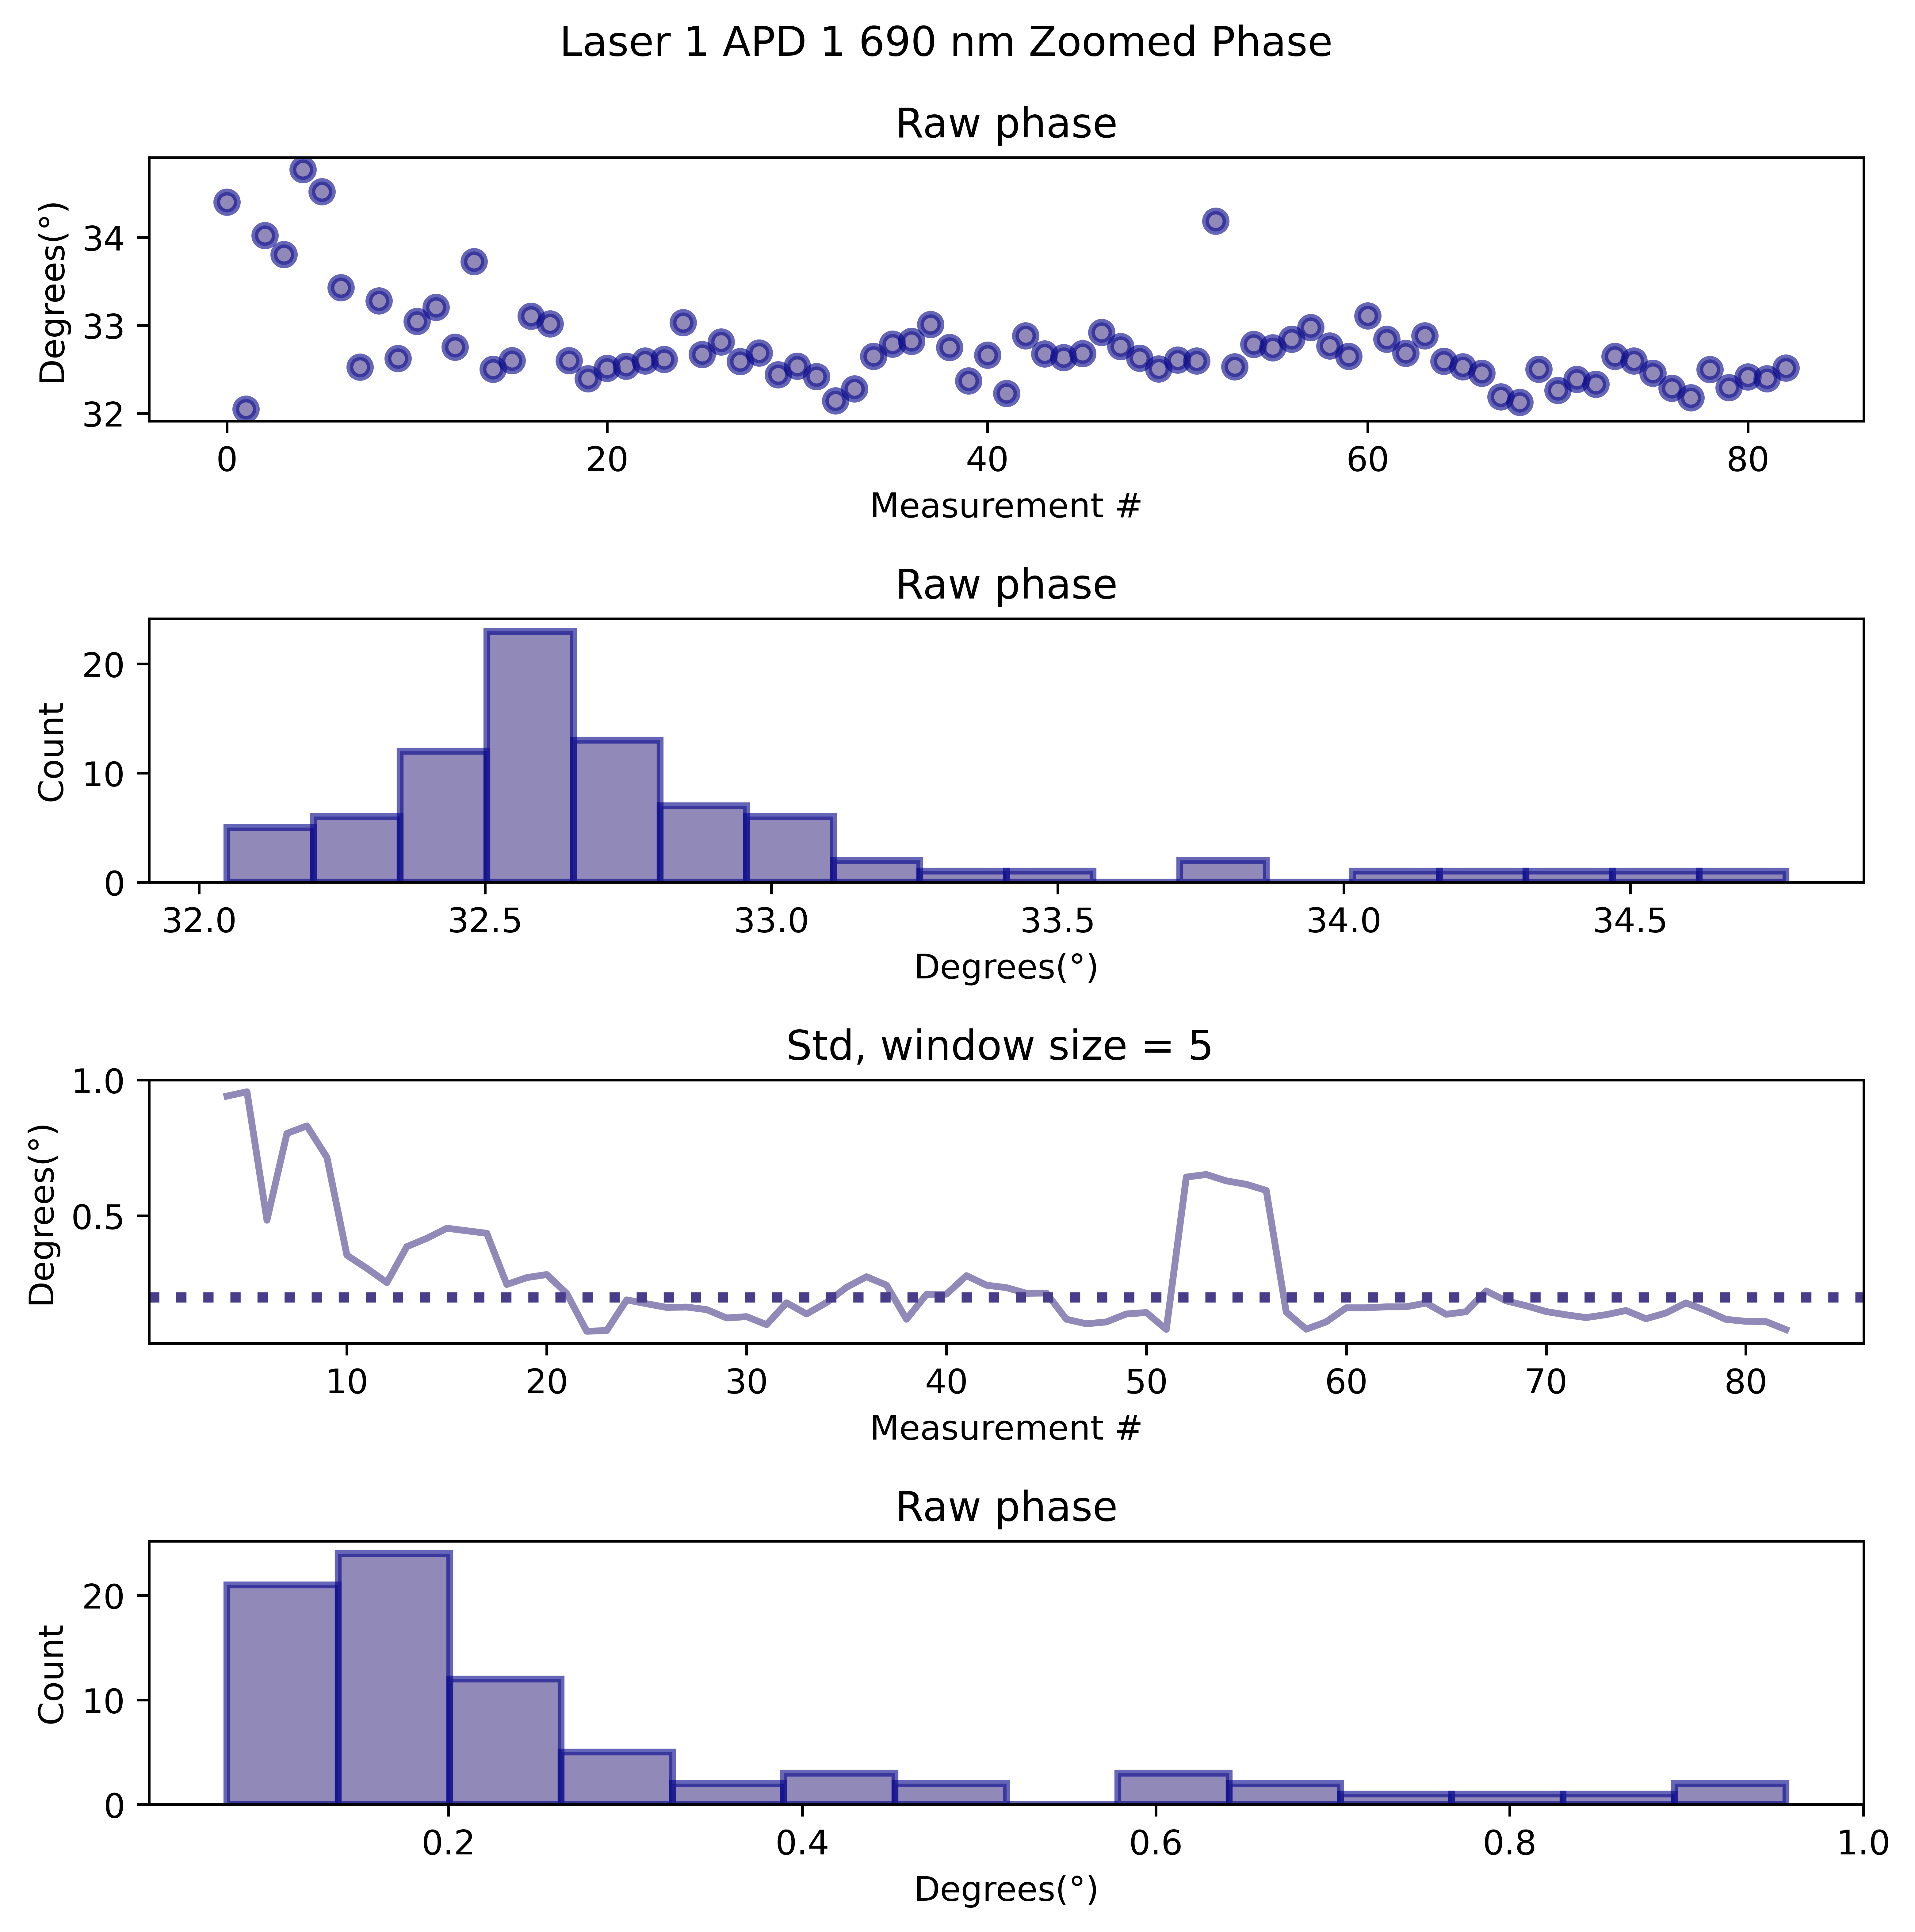 Laser 1 APD 1 690 nm Zoomed Phase
Raw phase
Degrees(°)
34
33
32
0 20 40 60 80
Measurement #
Raw phase
Count
20
10
0
32.0 32.5 33.0 33.5 34.0 34.5
Degrees(°)
Std, window size = 5
Degrees(°)
1.0
0.5
10 20 30 40 50 60 70 80
Measurement #
Raw phase
Count
20
10
0
0.2 0.4 0.6 0.8 1.0
Degrees(°)